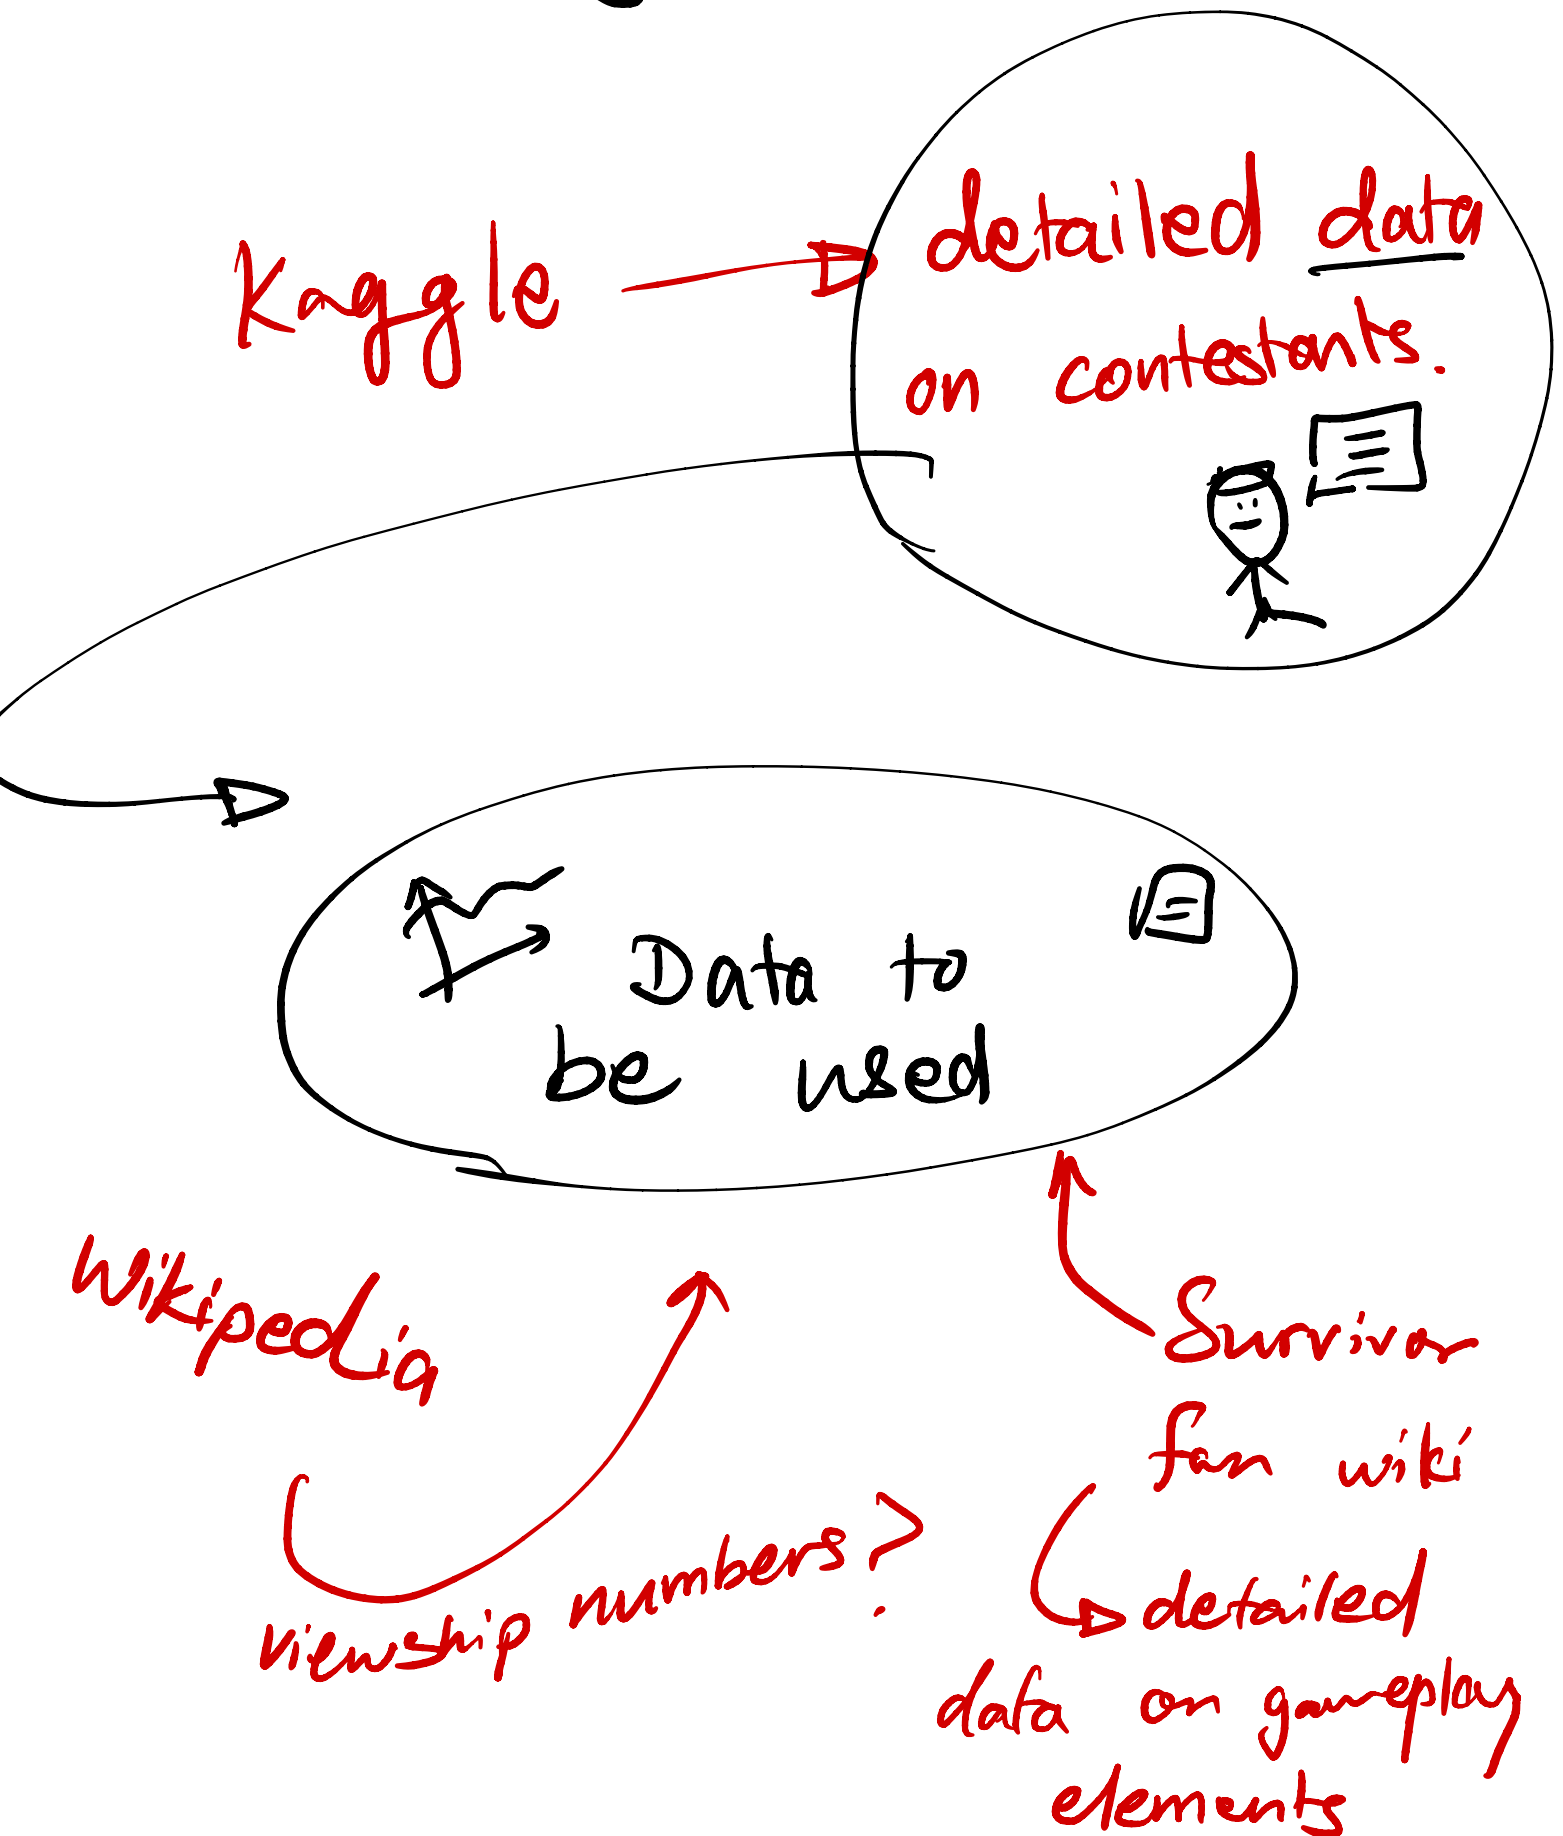 Kaggle
detailed data
on contestants.
Data to
be used
Wikipedia
viewship numbers?
Survivor
fan wiki
detailed
data on gameplay
elements